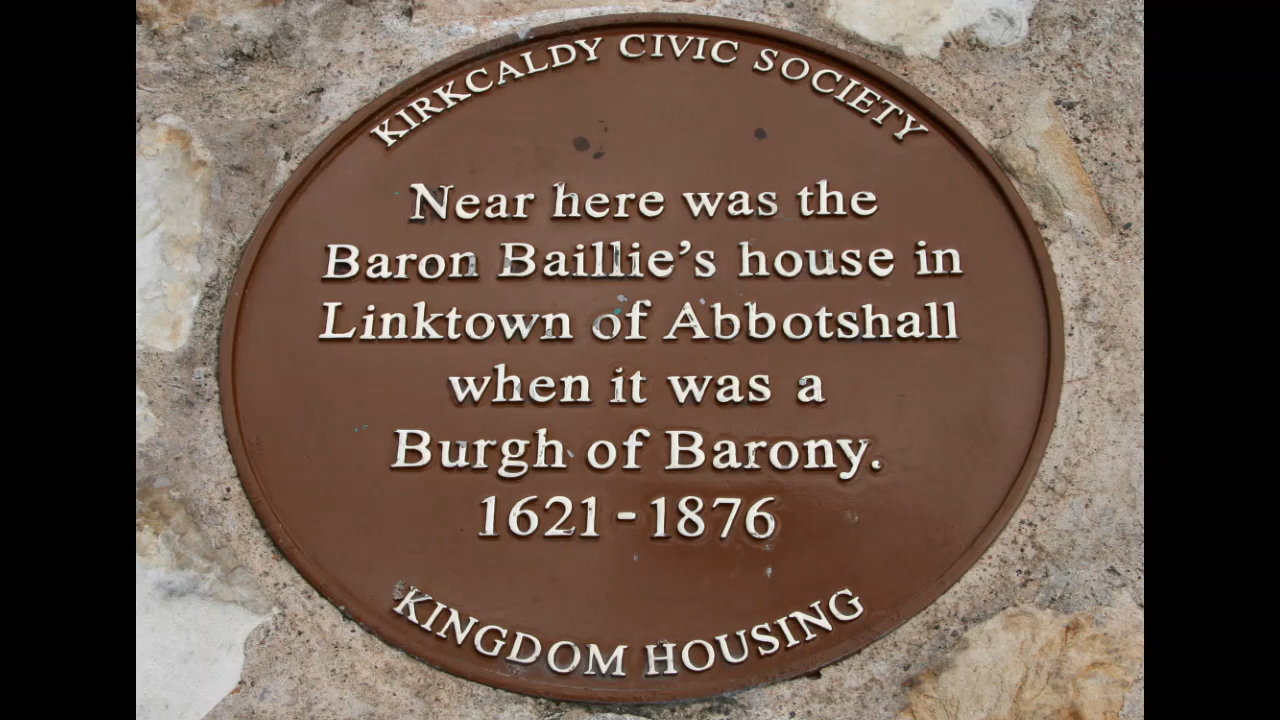 KIRKCALDY CIVIC SOCIETY
Near here was the
Baron Baillie’s house in
Linktown of Abbotshall
when it was a
Burgh of Barony.
1621 - 1876
KINGDOM HOUSING